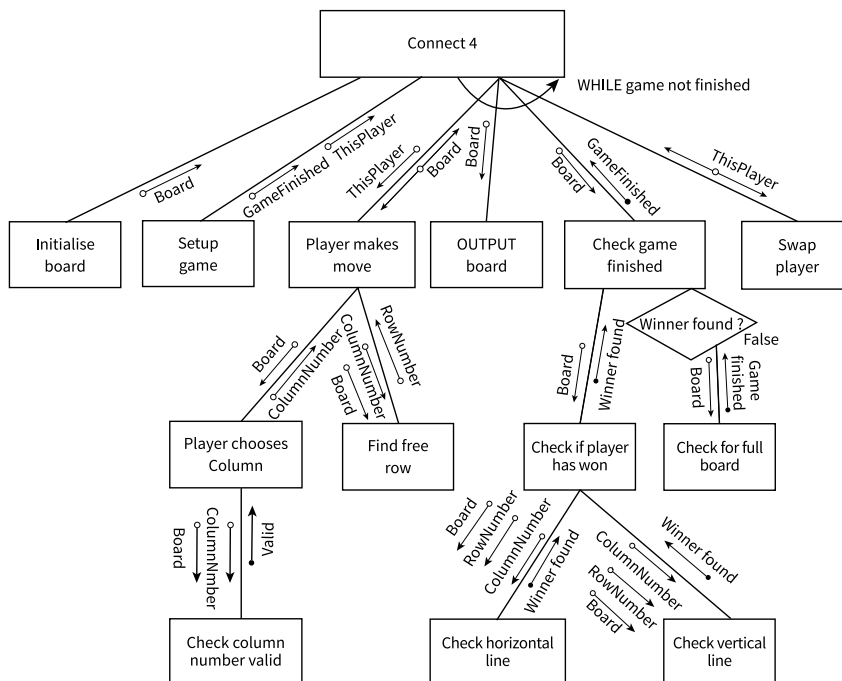 Connect 4
WHILE game not finished
Board
GameFinished
ThisPlayer
ThisPlayer
Board
Board
Board
GameFinished
ThisPlayer
Initialise
board
Setup
game
Player makes
move
OUTPUT
board
Check game
finished
Swap
player
Board
ColumnNumber
Board
ColumnNumber
RowNumber
Board
Winner found
Winner found ?
False
Board
Game
finished
Player chooses
Column
Find free
row
Check if player
has won
Check for full
board
Board
ColumnNmber
Valid
Board
RowNumber
ColumnNumber
Winner found
Board
RowNumber
ColumnNumber
Winner found
Check column
number valid
Check horizontal
line
Check vertical
line